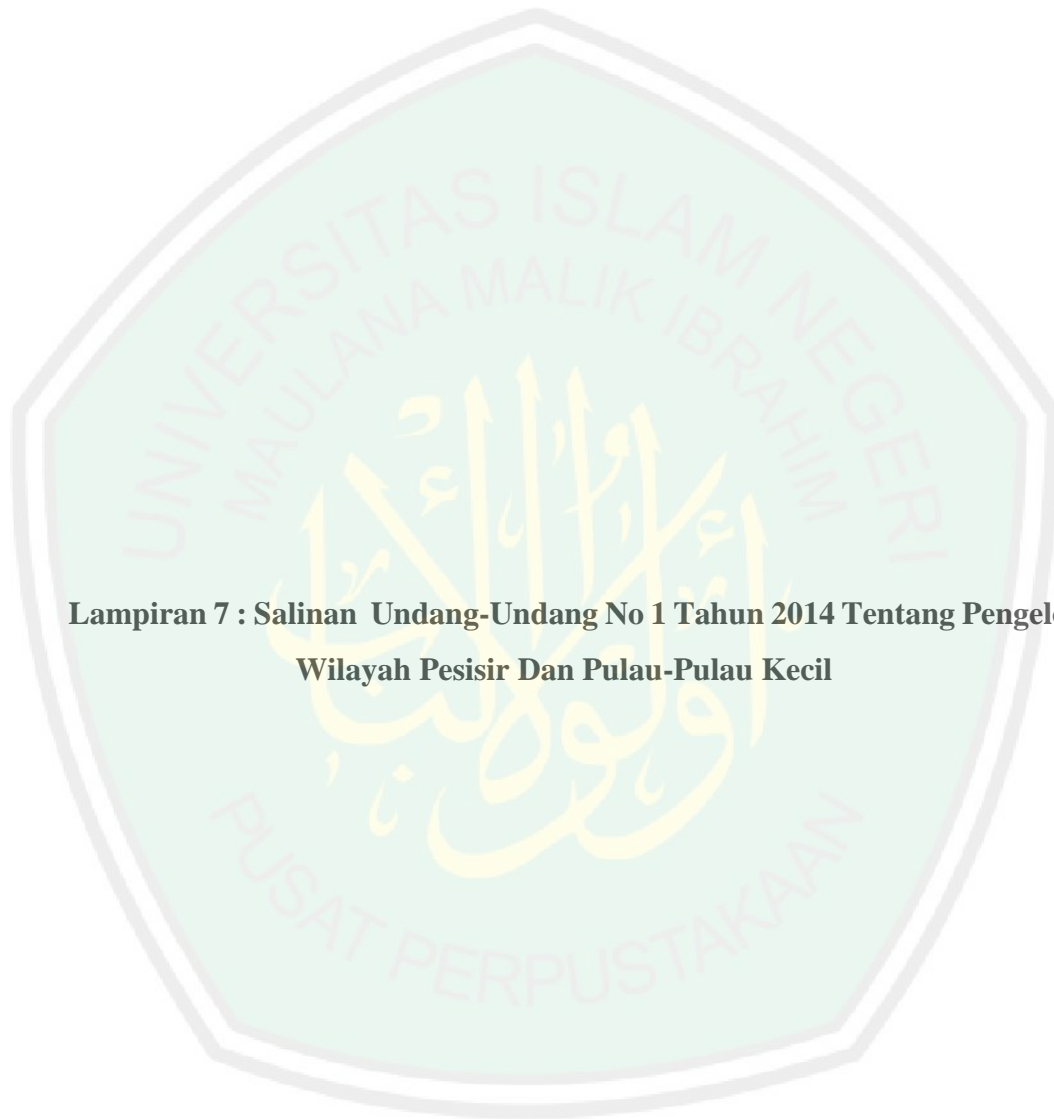 UNIVERSITAS ISLAM NEGERI
MAULANA MALIK IBRAHIM
Lampiran 7 : Salinan Undang-Undang No 1 Tahun 2014 Tentang
Wilayah Pesisir Dan Pulau-Pulau Kecil
PUSAT PERPUSTAKAAN